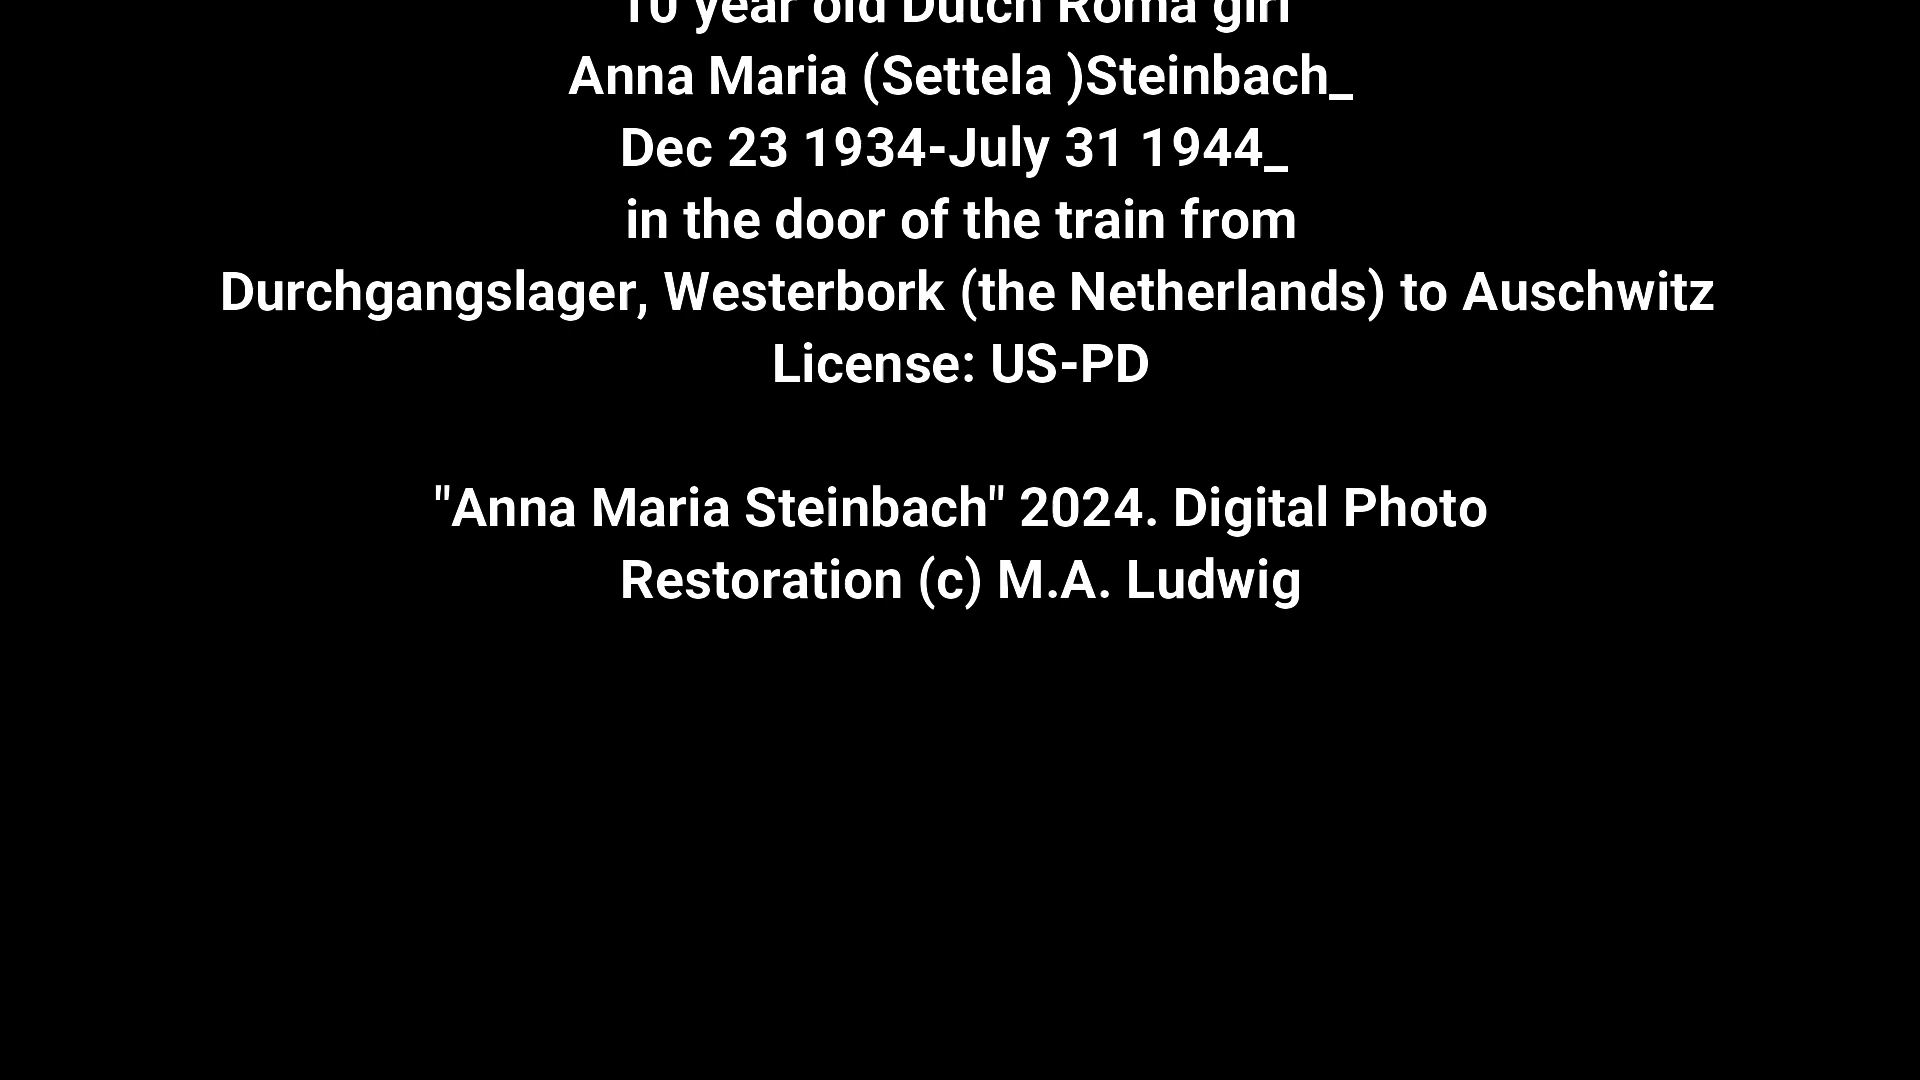 10 year old Dutch Roma girl
Anna Maria (Settela )Steinbach_
Dec 23 1934-July 31 1944_
in the door of the train from
Durchgangslager, Westerbork (the Netherlands) to Auschwitz
License: US-PD
"Anna Maria Steinbach" 2024. Digital Photo
Restoration (c) M.A. Ludwig